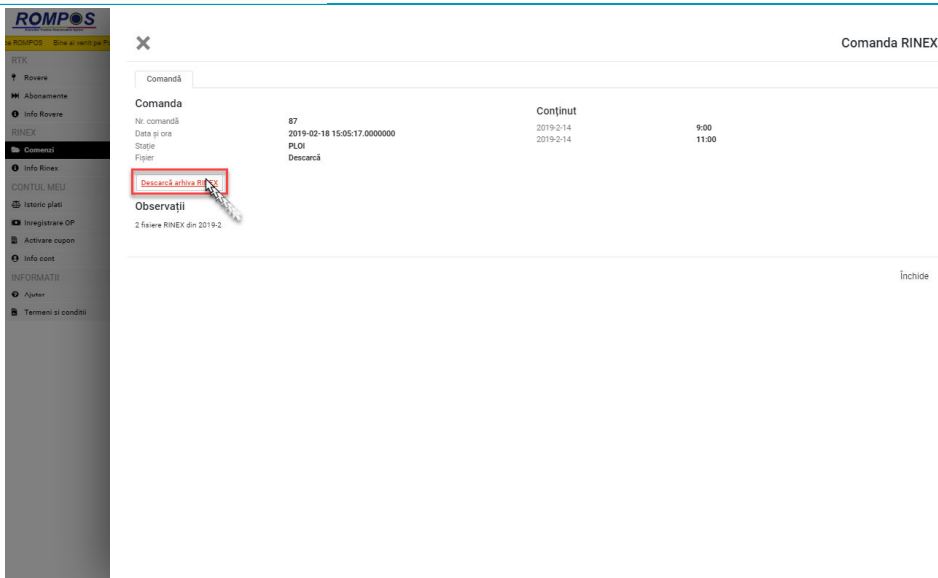 ROMPOS
Bine ai venit pe
RTK
Rovere
Abonamente
Info Rovere
RINEX
Comenzi
Info Rinex
CONTUL MEU
Istoric plati
Inregistrare OP
Activare cupon
Info cont
INFORMATII
Ajutor
Termeni si conditii
Comanda RINEX
Comandă
Comanda
Nr. comandă 87
Data și ora 2019-02-18 15:05:17.0000000
Stație PLOI
Fișier Descarcă
Descarcă arhiva RINEX
Observații
2 fisiere RINEX din 2019-2
Conținut
2019-2-14 9:00
2019-2-14 11:00
Închide